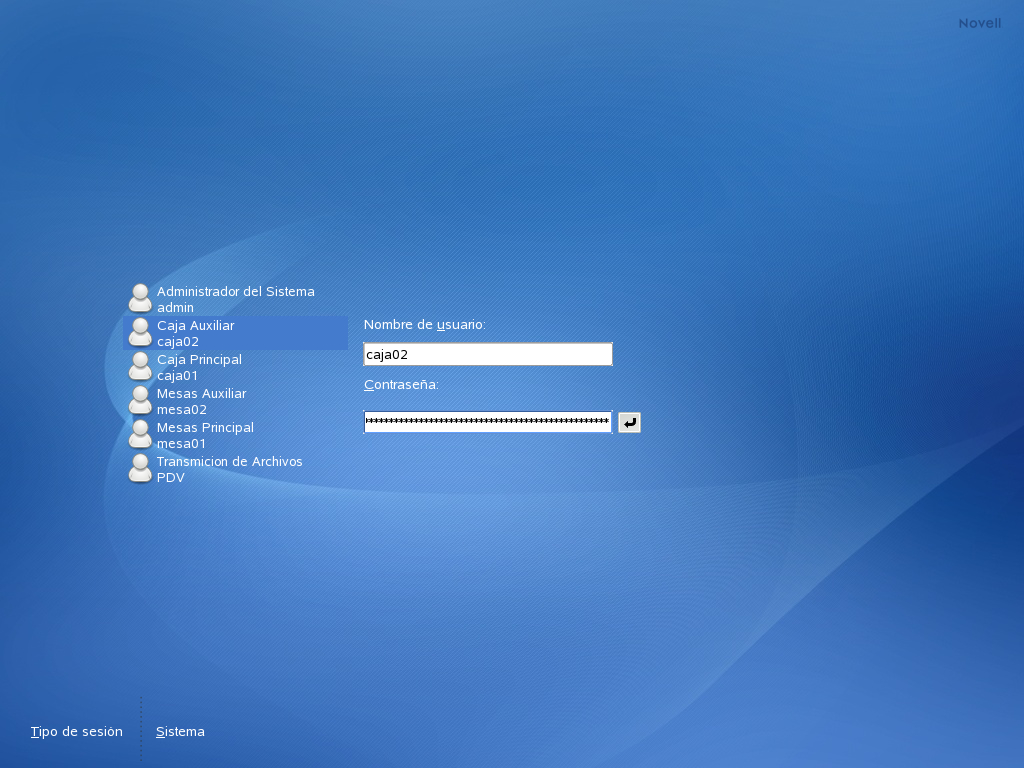 Novell
Administrador del Sistema
admin
Caja Auxiliar
caja02
Caja Principal
caja01
Mesas Auxiliar
mesa02
Mesas Principal
mesa01
Transmicion de Archivos
PDV
Nombre de usuario:
caja02
Contraseña:
Tipo de sesión
Sistema